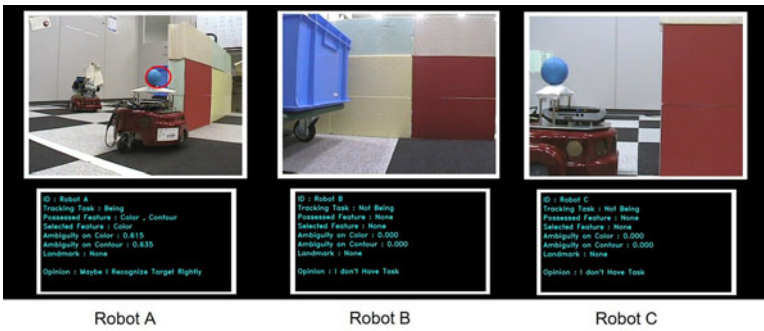 ID : Robot A
Tracking Task : Being
Possessed Feature : Color _ Contour
Selected Feature : Color
Ambiguity on Color : 0.615
Ambiguity on Contour : 0.635
Landmark : None
Opinion : Maybe I Recognize Target Rightly
ID : Robot B
Tracking Task : Not Being
Possessed Feature : None
Selected Feature : None
Ambiguity on Color : 0.000
Ambiguity on Contour : 0.000
Landmark : None
Opinion : I don't Have Task
ID : Robot C
Tracking Task : Not Being
Possessed Feature : None
Selected Feature : None
Ambiguity on Color : 0.000
Ambiguity on Contour : 0.000
Landmark : None
Opinion : I don't Have Task
Robot A
Robot B
Robot C